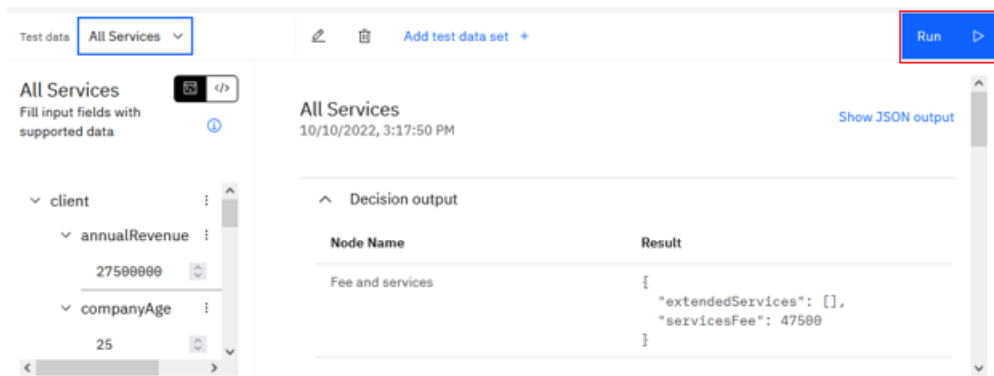 Test data
All Services
Add test data set +
Run
All Services
</>
Fill input fields with
supported data
client
annualRevenue
27500000
companyAge
25
All Services
10/10/2022, 3:17:50 PM
Show JSON output
Decision output
Node Name
Result
Fee and services
{
"extendedServices": [],
"servicesFee": 47500
}